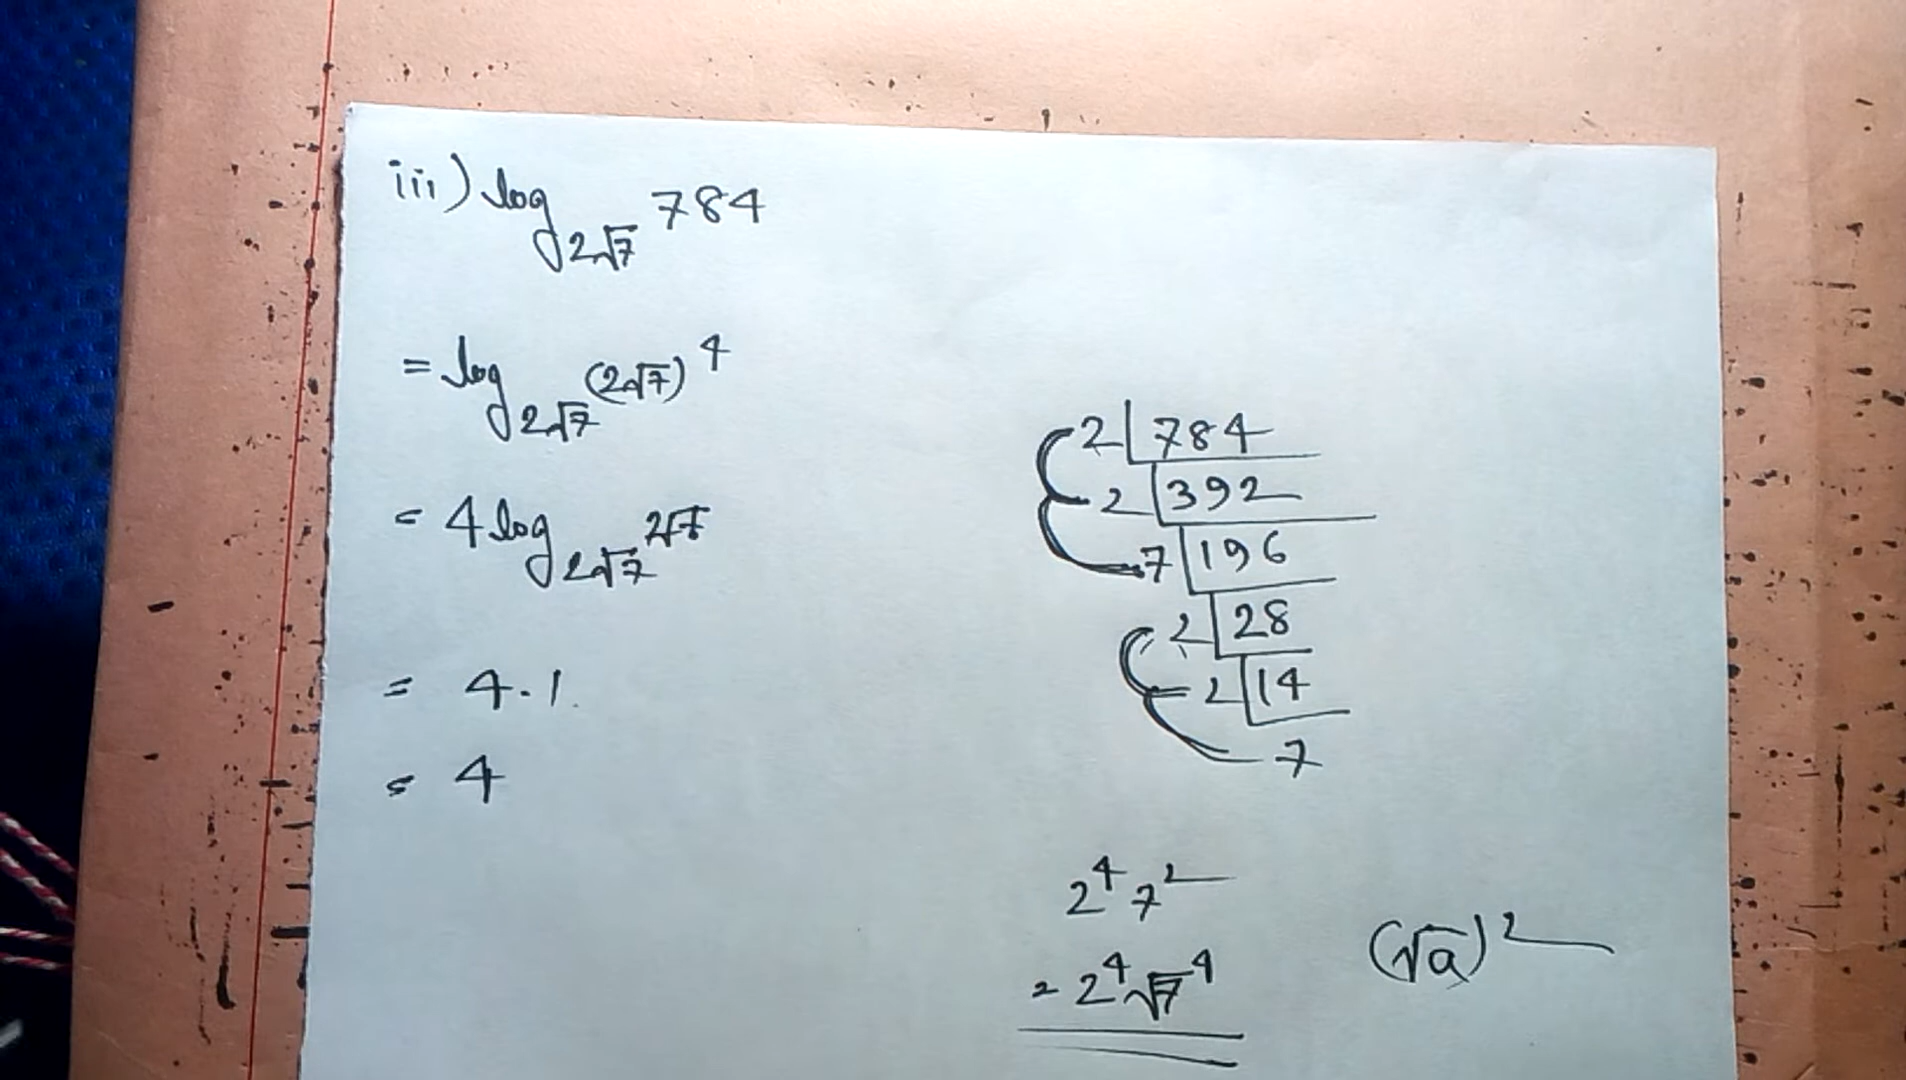 iii) log_{2√7} 784
= log_{2√7} (2√7)^4
= 4 log_{2√7} 2√7
= 4.1
= 4
2 | 784
2 | 392
7 | 196
2 | 28
2 | 14
7
2^4 7^2
= 2^4 √7^4
(√a)^2